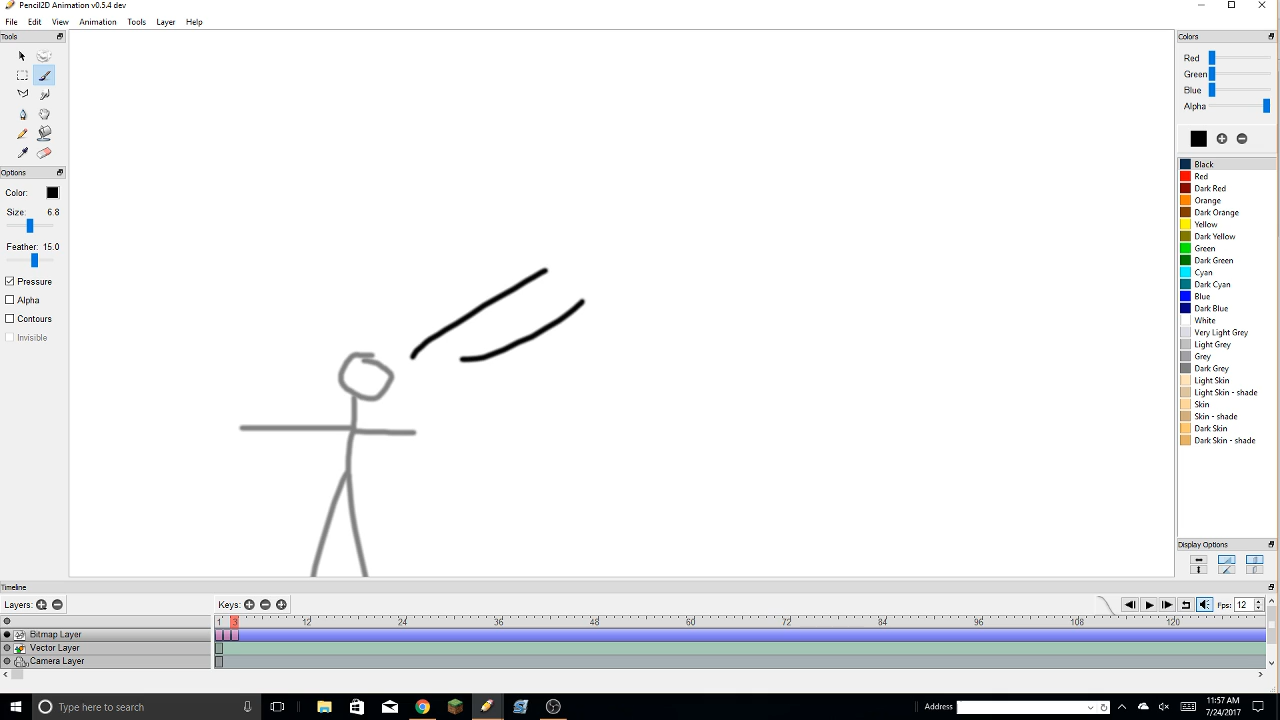 Pencil2D Animation v0.5.4 dev
File Edit View Animation Tools Layer Help
Tools
Options
Color:
Size: 6.8
Feather: 15.0
Pressure
Alpha
Contours
Invisible
Colors
Red
Green
Blue
Alpha
Black
Red
Dark Red
Orange
Dark Orange
Yellow
Dark Yellow
Green
Dark Green
Cyan
Dark Cyan
Blue
Dark Blue
White
Very Light Grey
Light Grey
Grey
Dark Grey
Light Skin
Light Skin - shade
Skin
Skin - shade
Dark Skin
Dark Skin - shade
Display Options
Timeline
Layers: Keys: Fps: 12
1 3 12 24 36 48 60 72 84 96 108 120
Bitmap Layer
Vector Layer
Camera Layer
Type here to search
Address
11:57 AM
7/24/2017